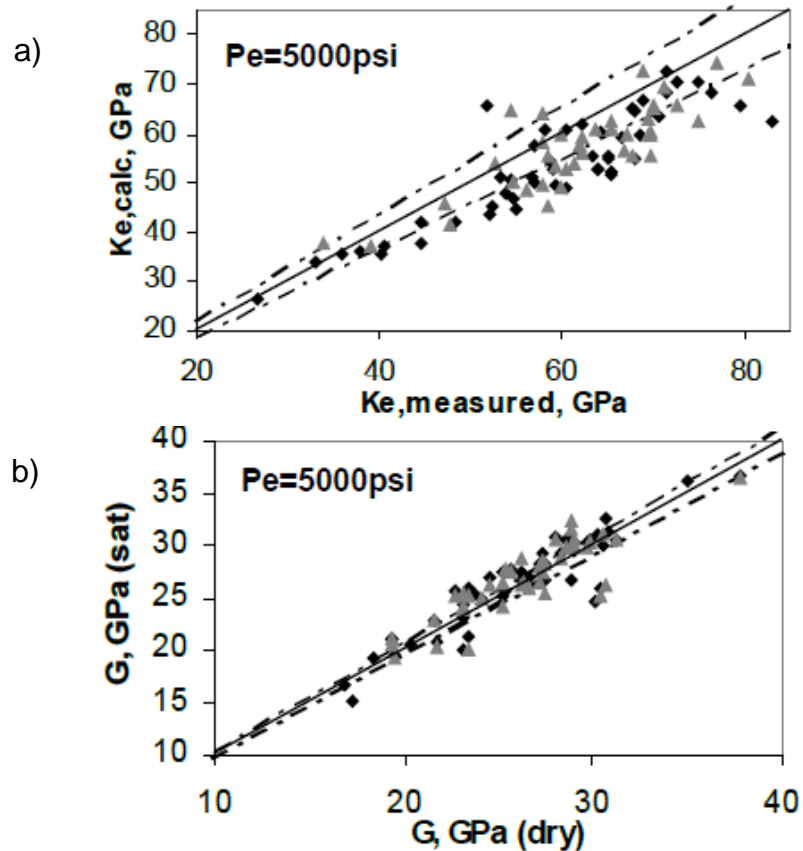 a)
Pe=5000psi
Ke,calc, GPa
80
70
60
50
40
30
20
20 40 60 80
Ke,measured, GPa
b)
Pe=5000psi
G, GPa (sat)
40
35
30
25
20
15
10
10 20 30 40
G, GPa (dry)